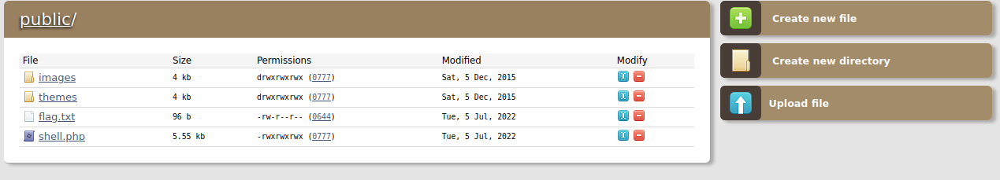 public/
File Size Permissions Modified Modify
images 4 kb drwxrwxrwx (0777) Sat, 5 Dec, 2015
themes 4 kb drwxrwxrwx (0777) Sat, 5 Dec, 2015
flag.txt 96 b -rw-r--r-- (0644) Tue, 5 Jul, 2022
shell.php 5.55 kb -rwxrwxrwx (0777) Tue, 5 Jul, 2022
Create new file
Create new directory
Upload file